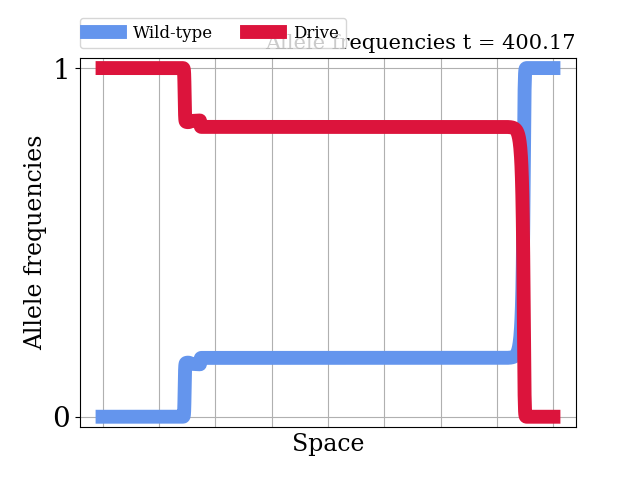 Allele frequencies t = 400.17
Wild-type
Drive
1
0
Allele frequencies
Space